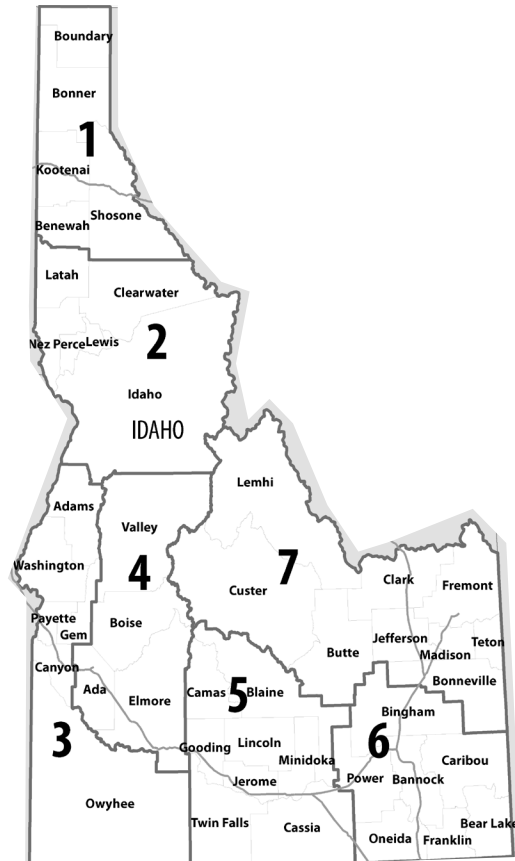 Boundary
Bonner
1
Kootenai
Shosone
Benewah
Latah
Clearwater
Nez Perce
Lewis
2
Idaho
IDAHO
Lemhi
Adams
Valley
Washington
4
7
Clark
Fremont
Custer
Payette
Boise
Gem
Jefferson
Teton
Butte
Madison
Canyon
Bonneville
Ada
Camas
5
Blaine
Elmore
Bingham
3
6
Gooding
Lincoln
Minidoka
Caribou
Jerome
Power
Bannock
Owyhee
Twin Falls
Cassia
Bear Lake
Oneida
Franklin